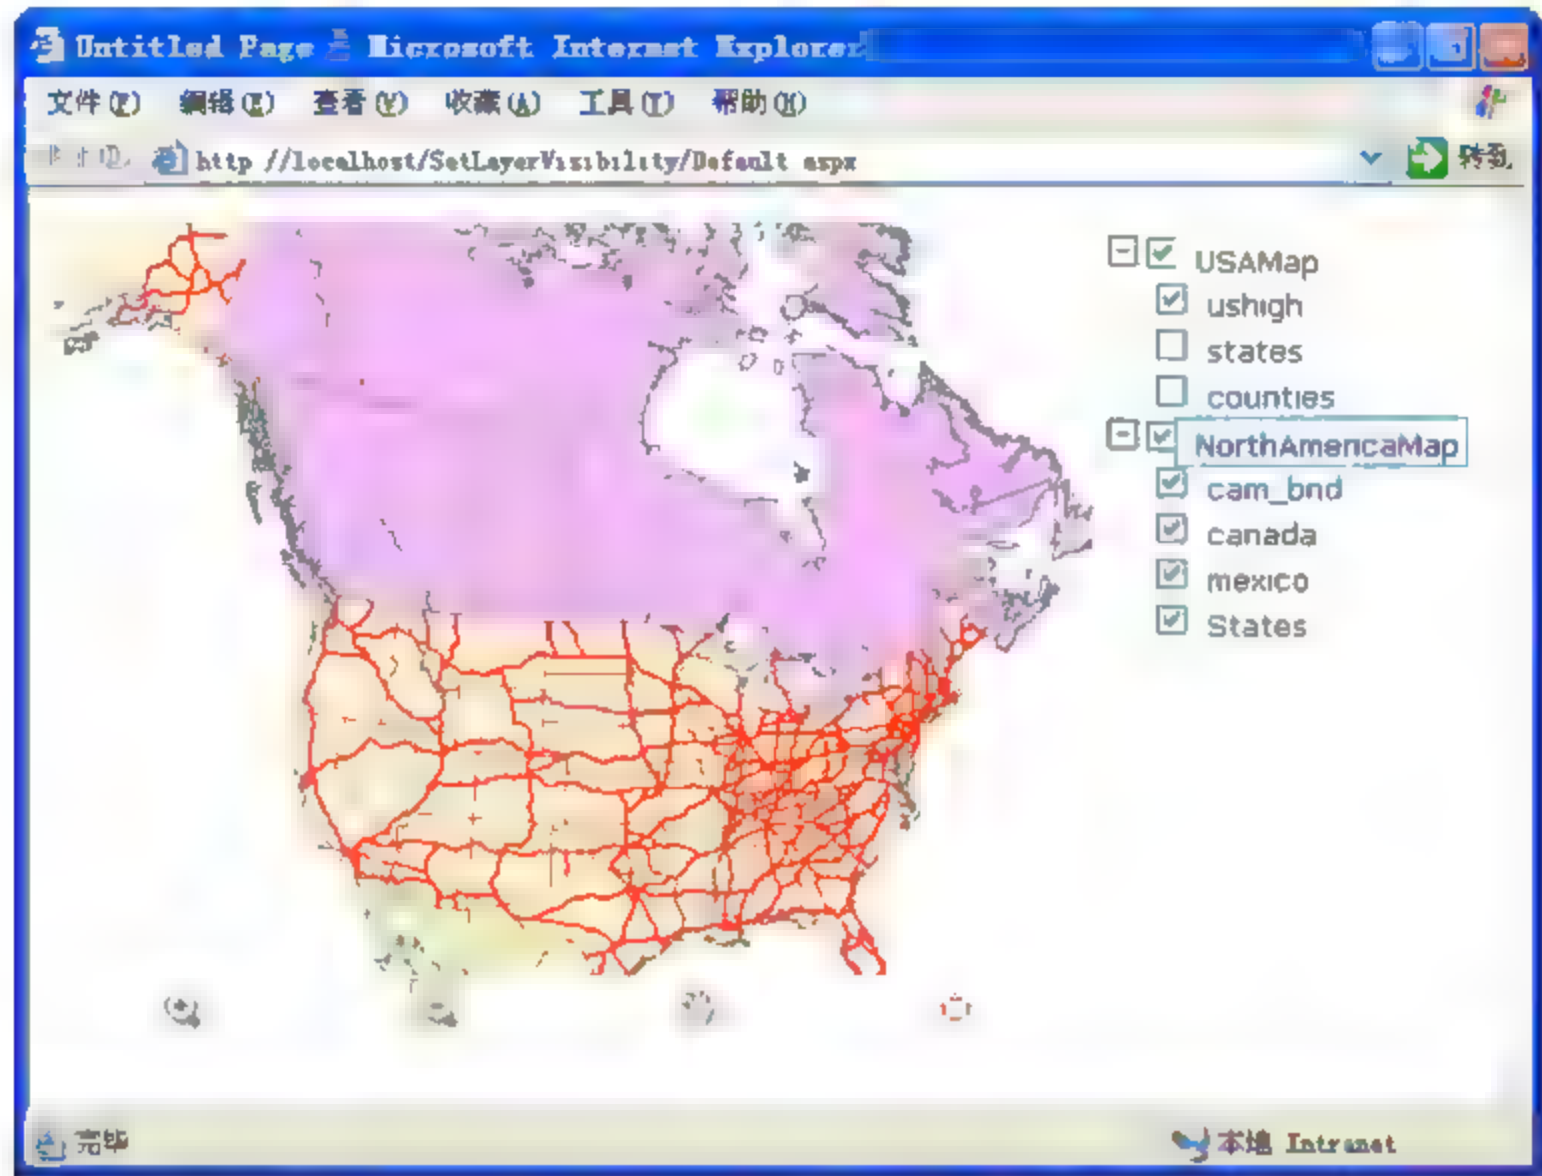 Untitled Page - Microsoft Internet Explorer
文件(F) 编辑(E) 查看(V) 收藏(A) 工具(T) 帮助(H)
http //localhost/SetLayerVisibility/Default aspx 转到
USAMap
ushigh
states
counties
NorthAmericaMap
cam_bnd
canada
mexico
States
完毕 本地 Intranet